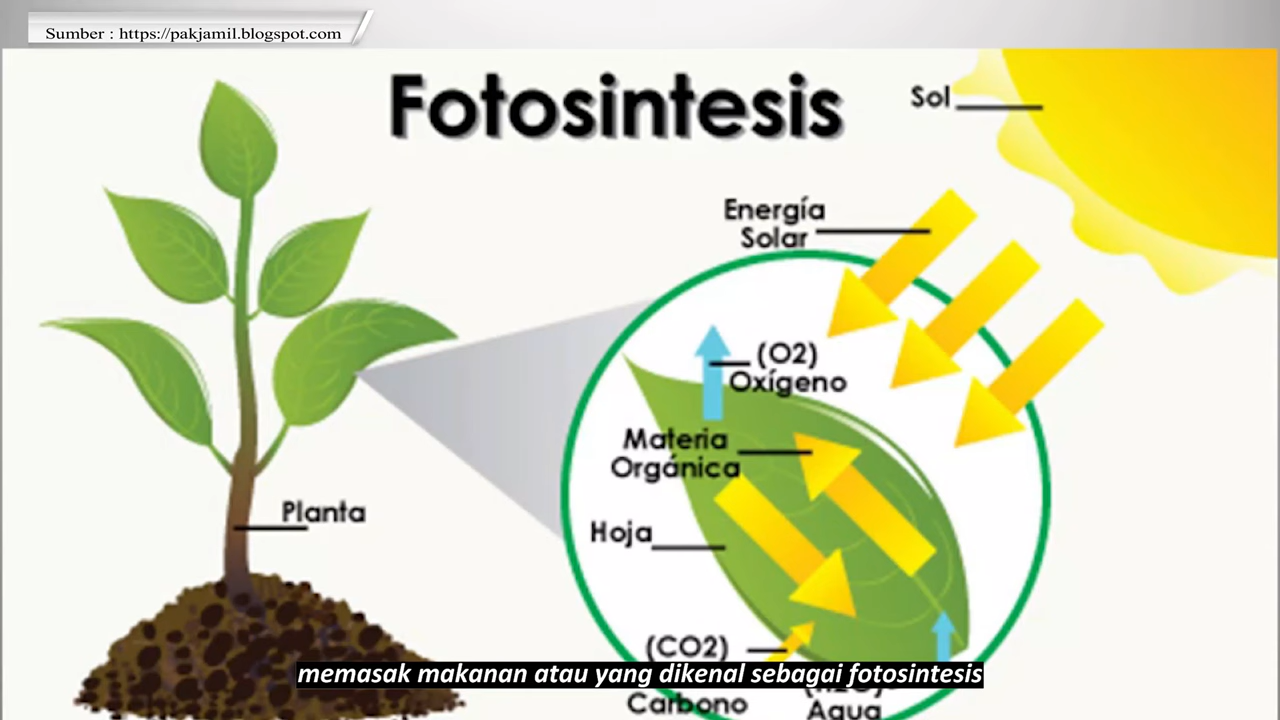 Sumber : https://pakjamil.blogspot.com
Fotosintesis
Sol
Energía
Solar
(O2)
Oxígeno
Materia
Orgánica
Hoja
Planta
(CO2)
memasak makanan atau yang dikenal sebagai fotosintesis
Carbono
Agua